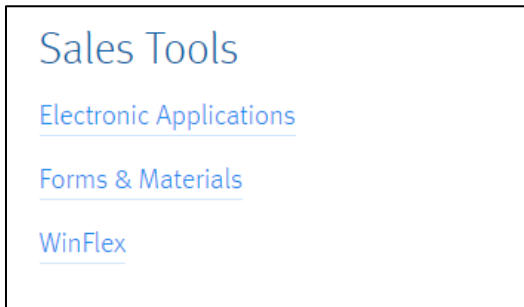 Sales Tools
Electronic Applications
Forms & Materials
WinFlex